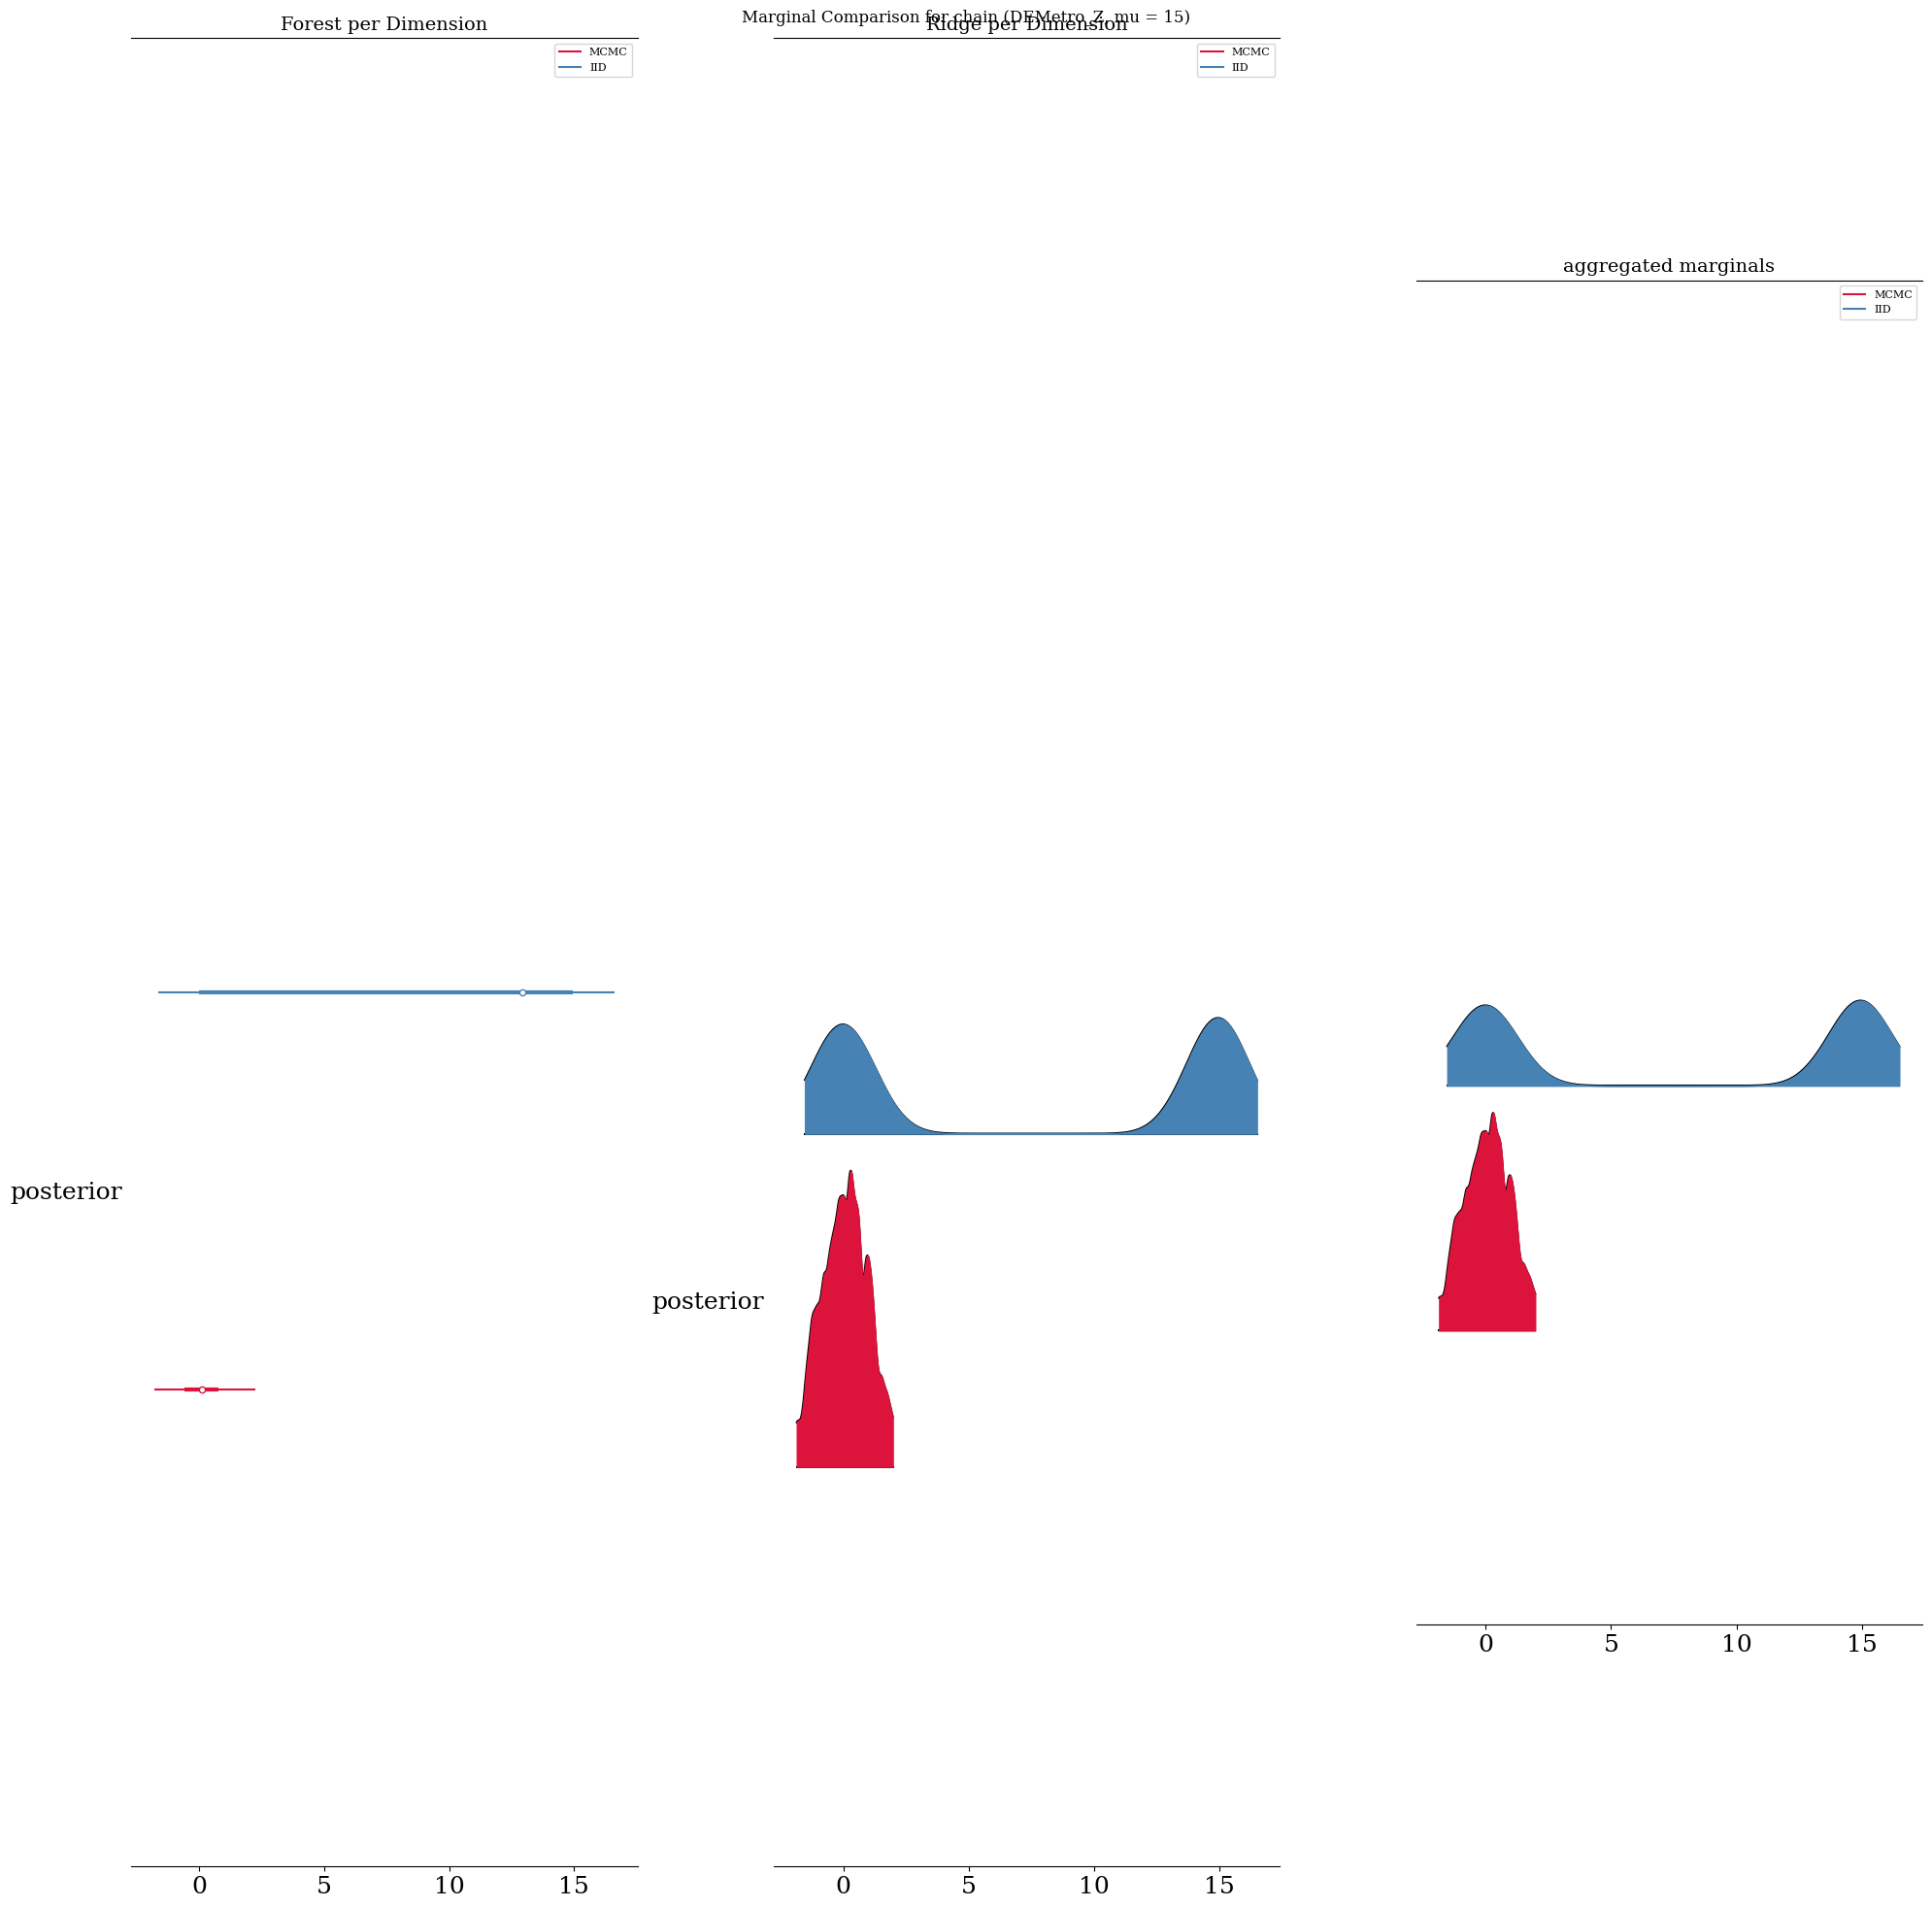 Marginal Comparison for chain (DEMetro_Z, mu = 15)
Forest per Dimension
MCMC
IID
posterior
0 5 10 15
Ridge per Dimension
MCMC
IID
posterior
0 5 10 15
aggregated marginals
MCMC
IID
0 5 10 15